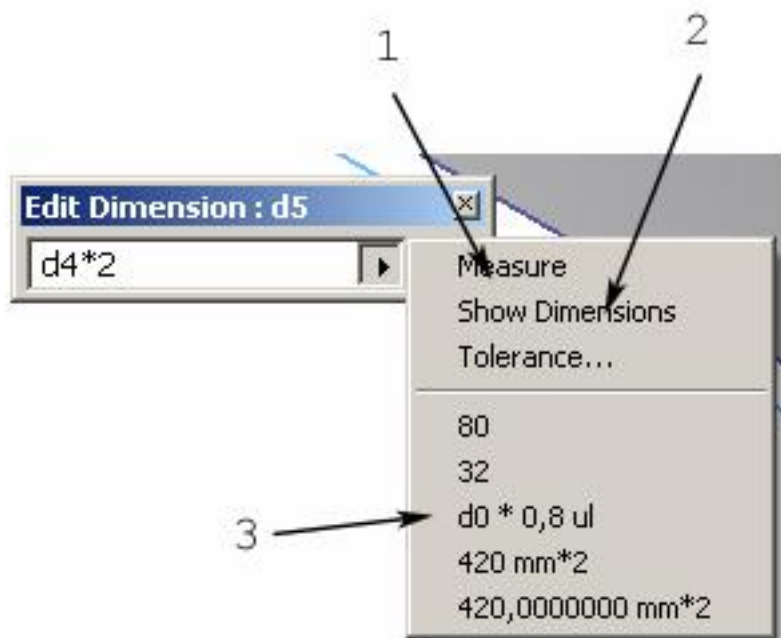 1
2
Edit Dimension : d5
d4*2
Measure
Show Dimensions
Tolerance...
80
32
3
d0 * 0,8 ul
420 mm*2
420,0000000 mm*2